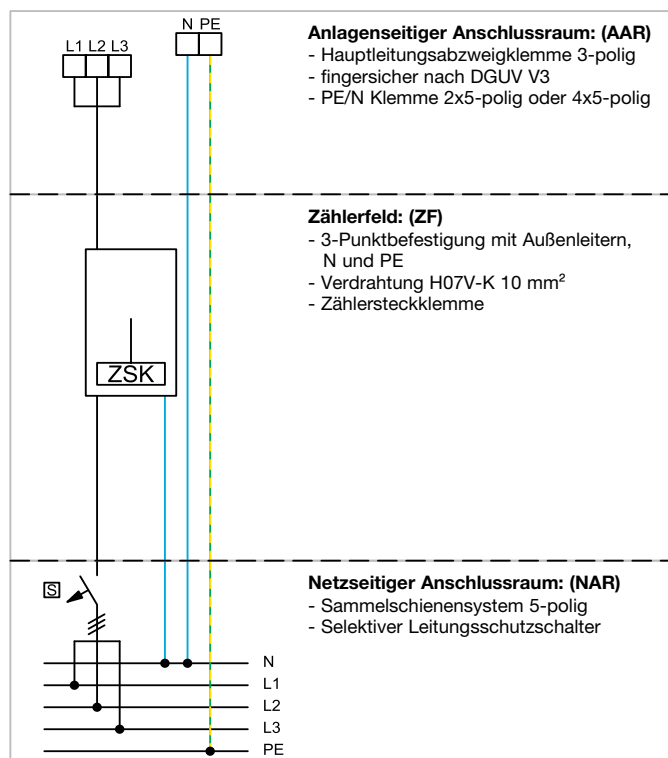 L1 L2 L3
N PE
Anlagenseitiger Anschlussraum: (AAR)
- Hauptleitungsabzweigklemme 3-polig
- fingersicher nach DGUV V3
- PE/N Klemme 2x5-polig oder 4x5-polig
Zählerfeld: (ZF)
- 3-Punktbefestigung mit Außenleitern,
N und PE
- Verdrahtung H07V-K 10 mm²
- Zählersteckklemme
ZSK
Netzseitiger Anschlussraum: (NAR)
- Sammelschienensystem 5-polig
- Selektiver Leitungsschutzschalter
S
N
L1
L2
L3
PE